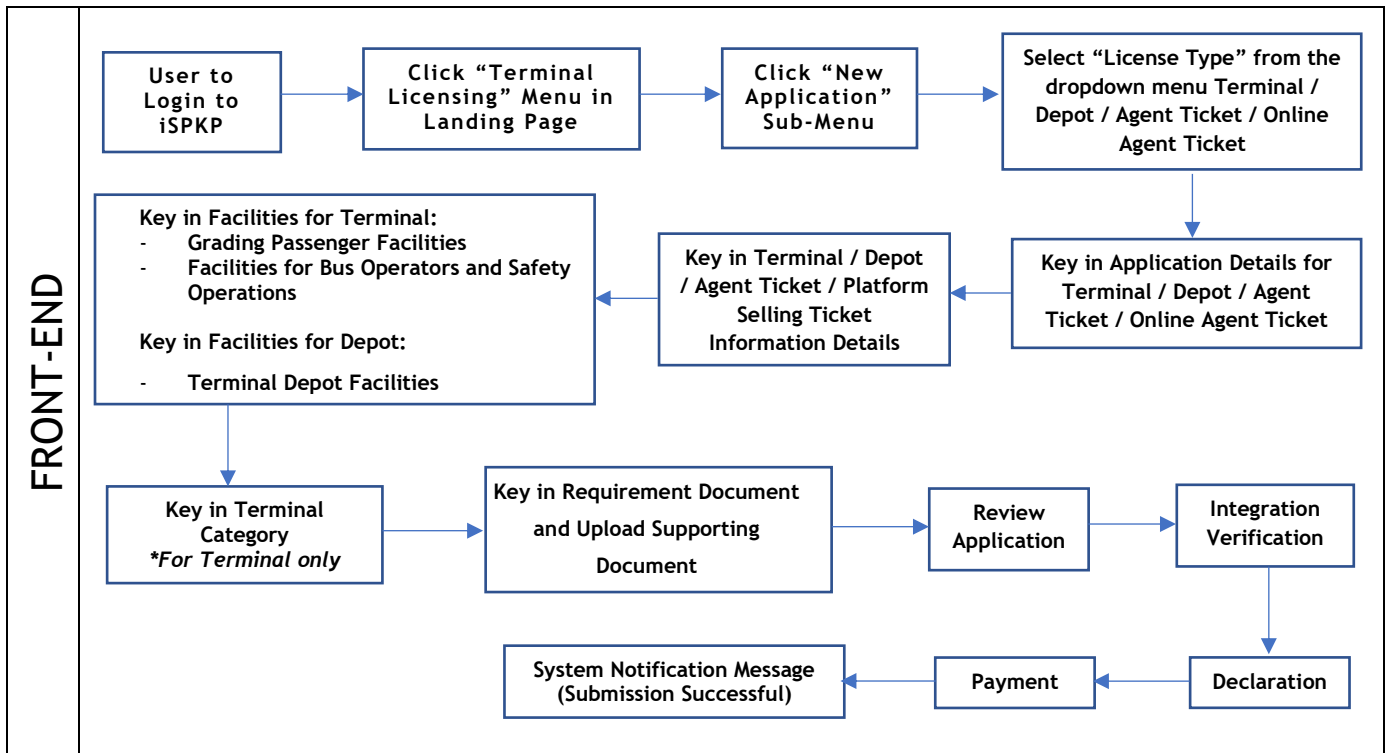 FRONT-END
User to
Login to
iSPKP
Click “Terminal
Licensing” Menu in
Landing Page
Click “New
Application”
Sub-Menu
Select “License Type” from the
dropdown menu Terminal /
Depot / Agent Ticket / Online
Agent Ticket
Key in Application Details for
Terminal / Depot / Agent
Ticket / Online Agent Ticket
Key in Terminal / Depot
/ Agent Ticket / Platform
Selling Ticket
Information Details
Key in Facilities for Terminal:
- Grading Passenger Facilities
- Facilities for Bus Operators and Safety
Operations
Key in Facilities for Depot:
- Terminal Depot Facilities
Key in Terminal
Category
*For Terminal only
Key in Requirement Document
and Upload Supporting
Document
Review
Application
Integration
Verification
Declaration
Payment
System Notification Message
(Submission Successful)